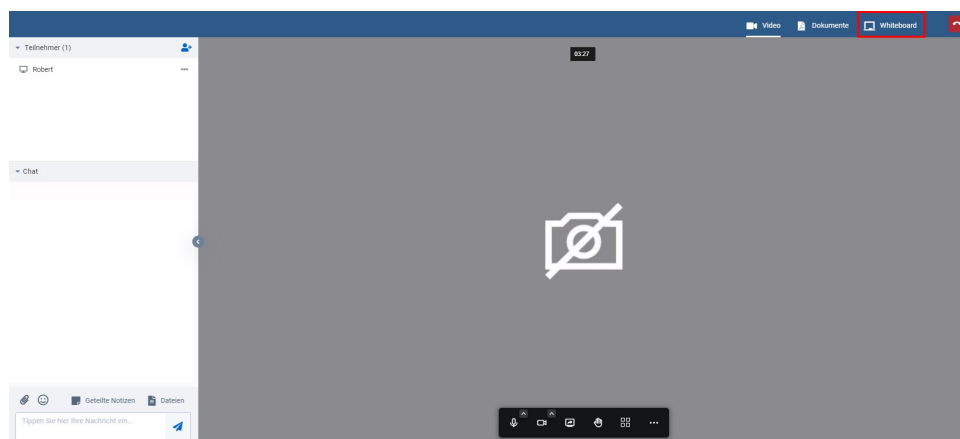 Video Dokumente Whiteboard
Teilnehmer (1)
Robert
03:27
Chat
Geteilte Notizen Dateien
Tippen Sie hier Ihre Nachricht ein...